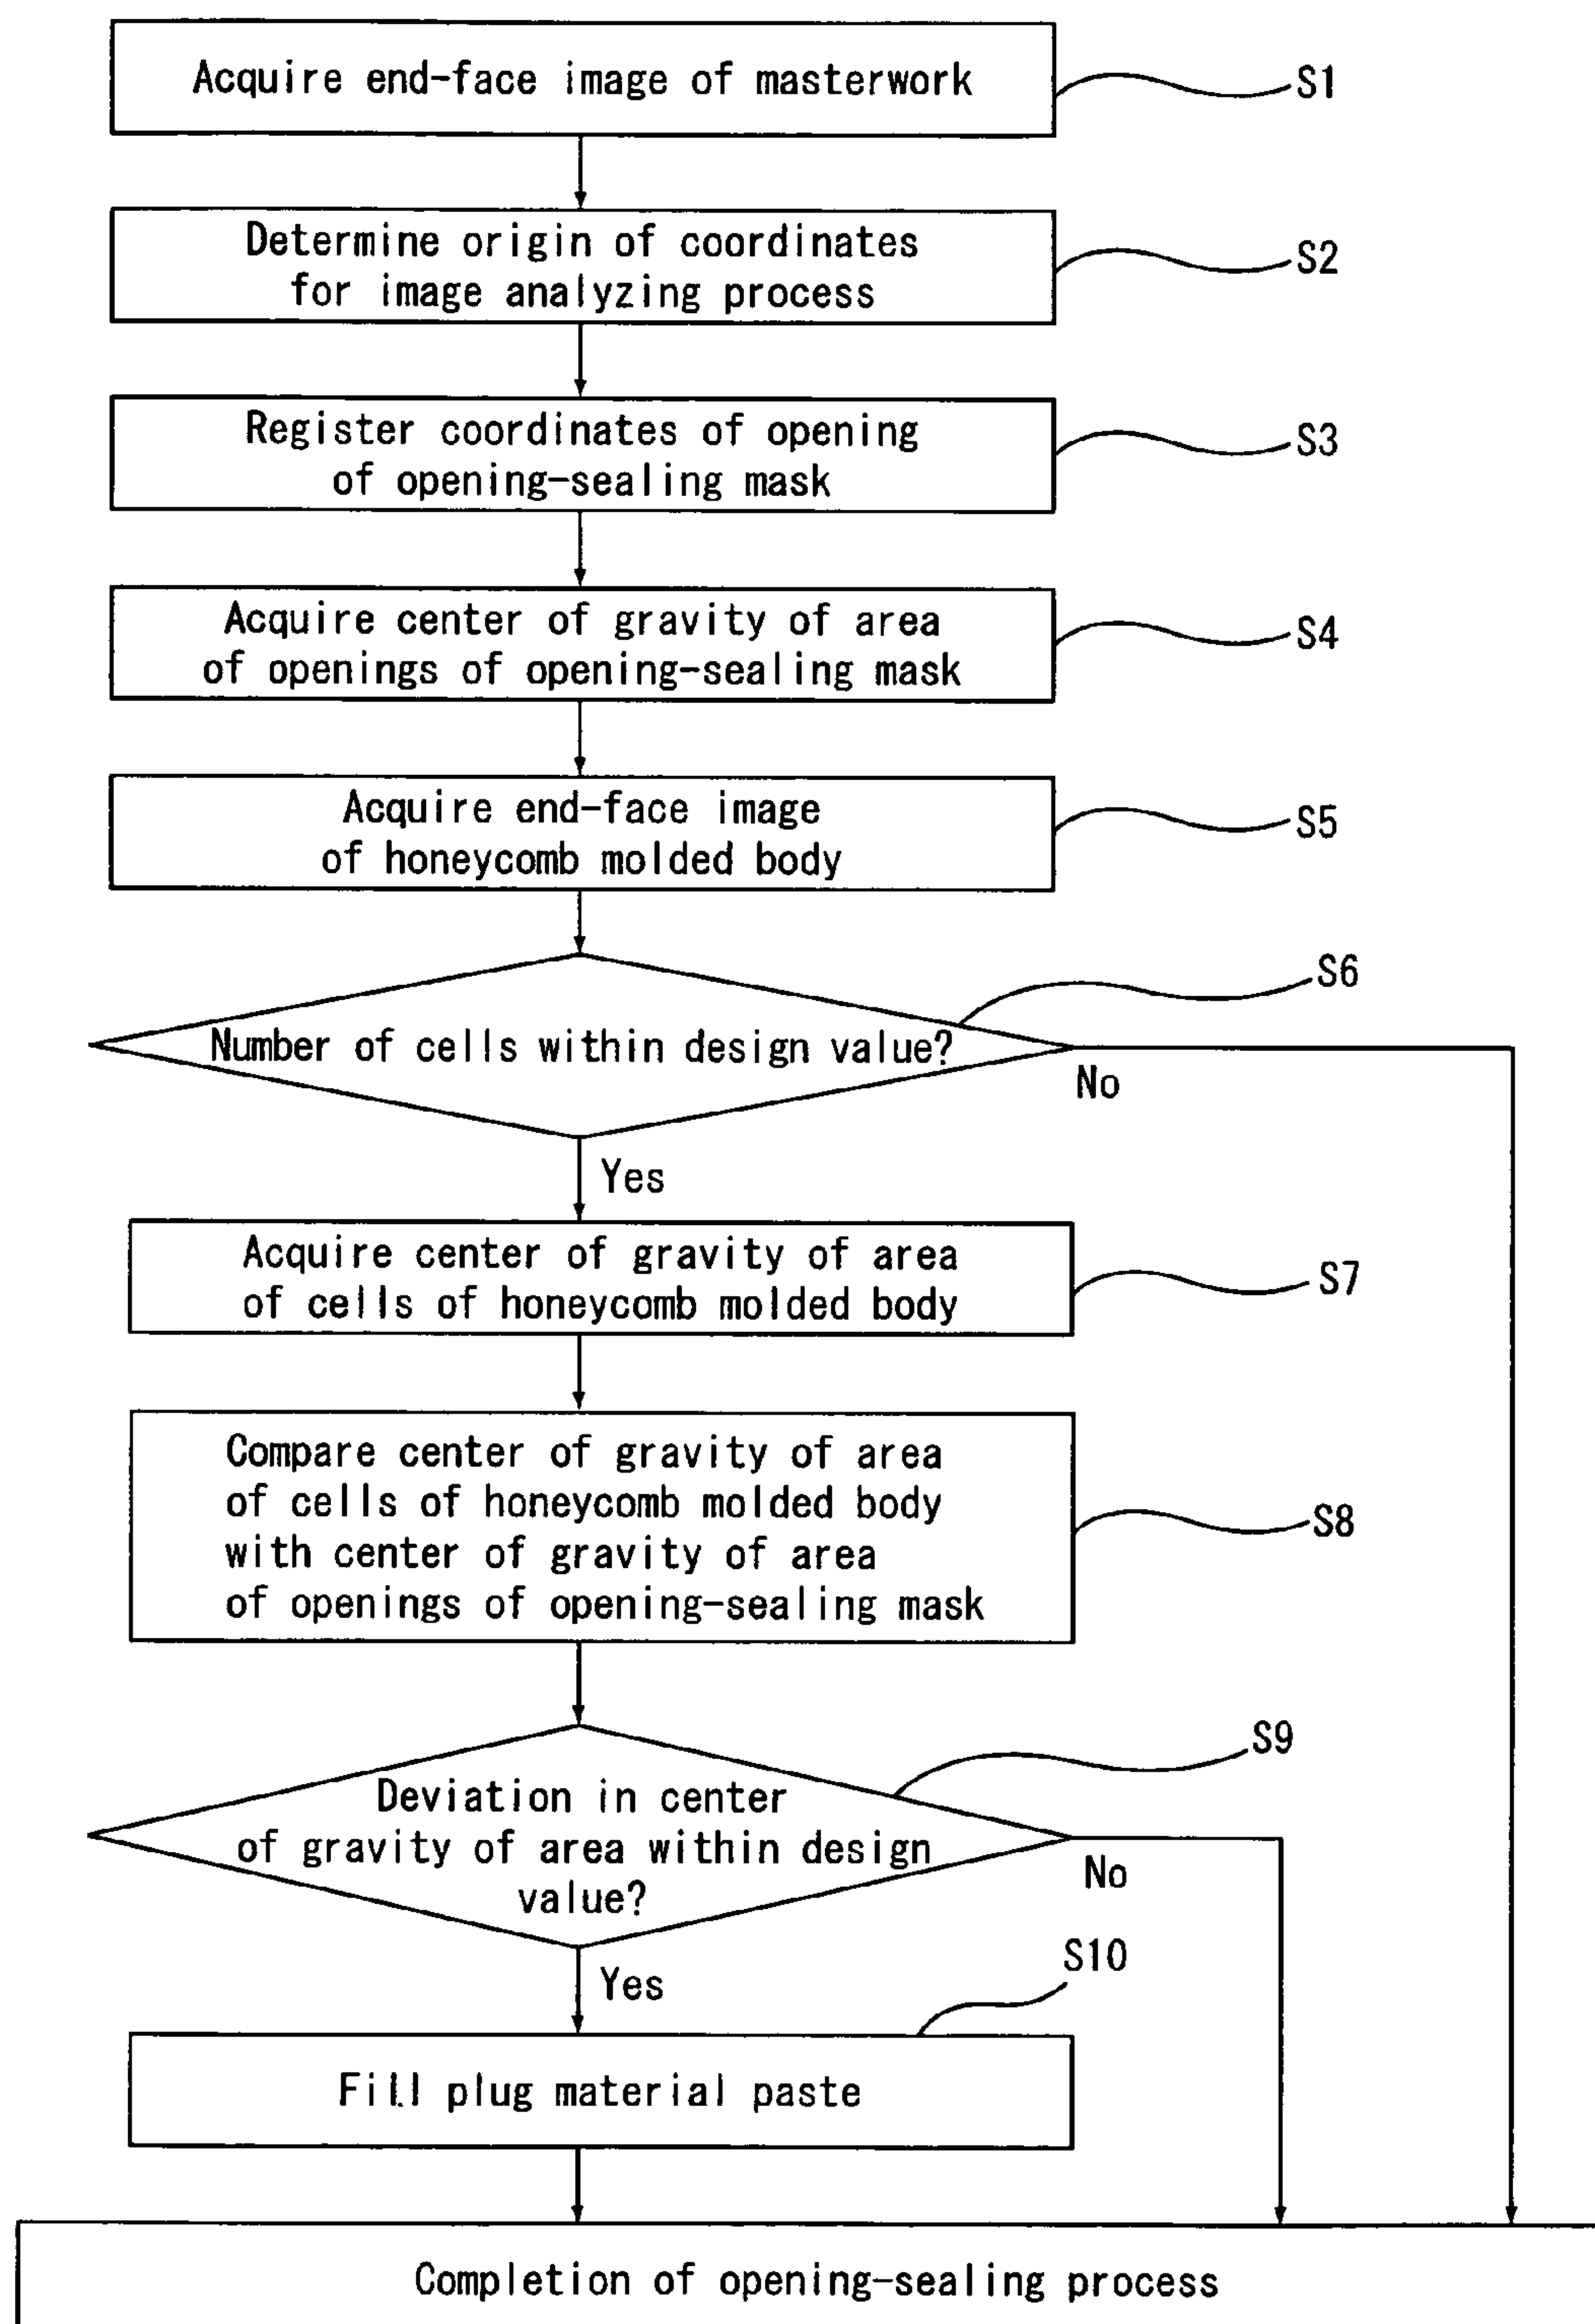 Acquire end-face image of masterwork
S1
Determine origin of coordinates
for image analyzing process
S2
Register coordinates of opening
of opening-sealing mask
S3
Acquire center of gravity of area
of openings of opening-sealing mask
S4
Acquire end-face image
of honeycomb molded body
S5
S6
Number of cells within design value?
No
Yes
Acquire center of gravity of area
of cells of honeycomb molded body
S7
Compare center of gravity of area
of cells of honeycomb molded body
with center of gravity of area
of openings of opening-sealing mask
S8
S9
Deviation in center
of gravity of area within design
value?
No
Yes
S10
Fill plug material paste
Completion of opening-sealing process